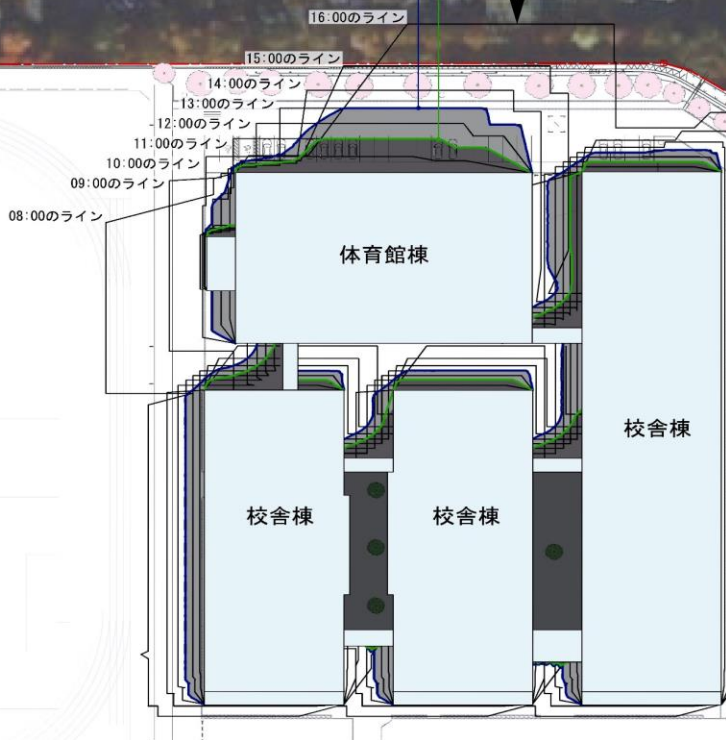 16:00のライン
15:00のライン
14:00のライン
13:00のライン
12:00のライン
11:00のライン
10:00のライン
09:00のライン
08:00のライン
体育館棟
校舎棟
校舎棟
校舎棟